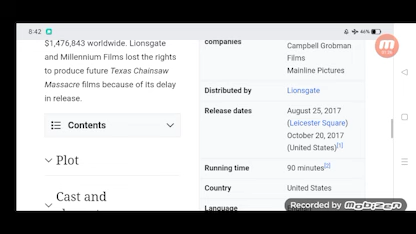 8:42
46%
$1,476,843 worldwide. Lionsgate
and Millennium Films lost the rights
to produce future Texas Chainsaw
Massacre films because of its delay
in release.
Contents
Plot
Cast and
companies
Campbell Grobman
Films
Mainline Pictures
Distributed by Lionsgate
Release dates August 25, 2017
(Leicester Square)
October 20, 2017
(United States)[1]
Running time 90 minutes[2]
Country United States
Language
Recorded by MOBIZEN